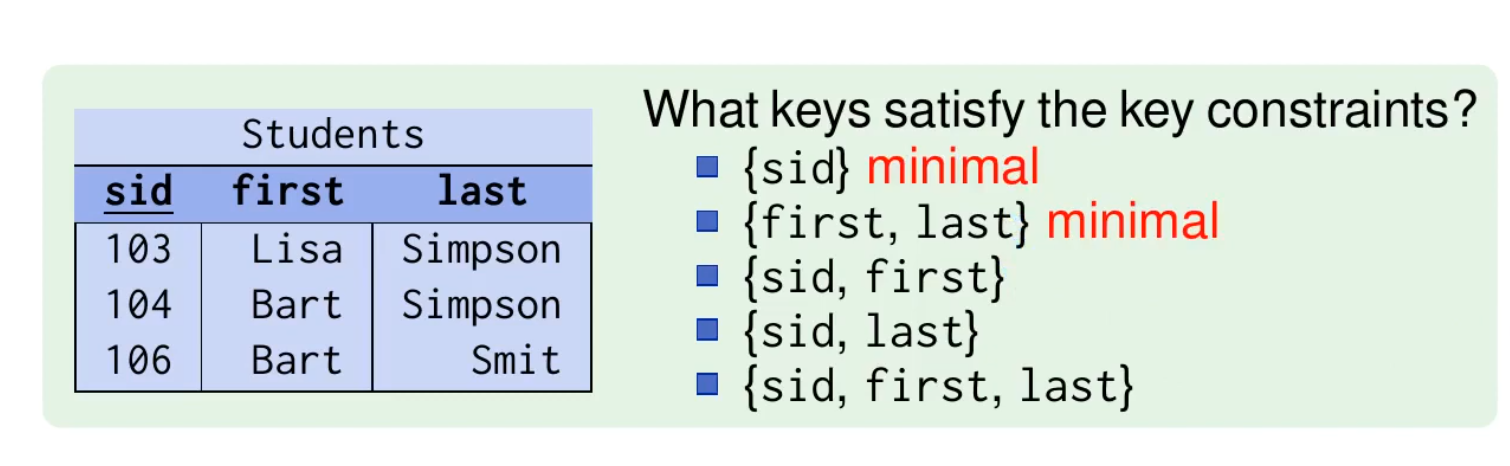 Students
sid first last
103 Lisa Simpson
104 Bart Simpson
106 Bart Smit
What keys satisfy the key constraints?
{sid} minimal
{first, last} minimal
{sid, first}
{sid, last}
{sid, first, last}